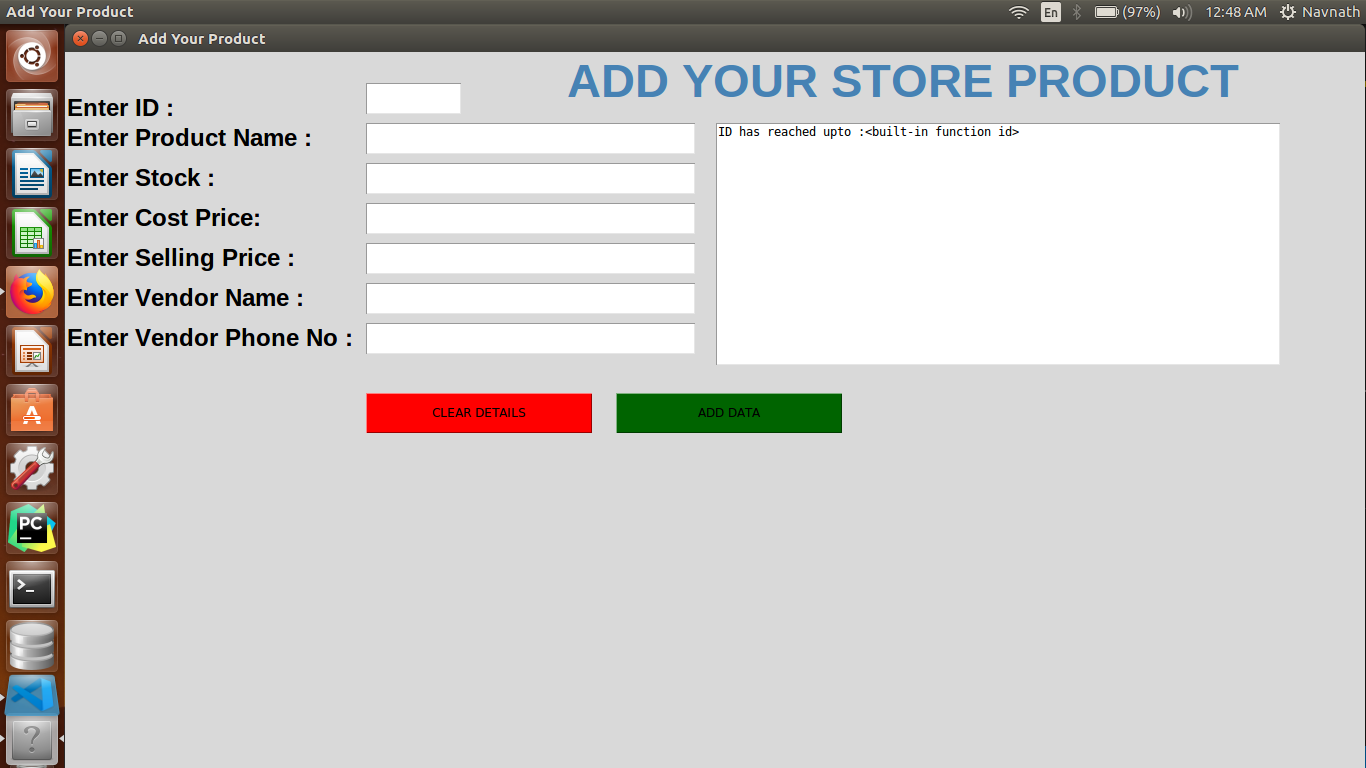 Add Your Product
En
(97%)
12:48 AM
Navnath
Add Your Product
ADD YOUR STORE PRODUCT
Enter ID :
Enter Product Name :
ID has reached upto :<built-in function id>
Enter Stock :
Enter Cost Price:
Enter Selling Price :
Enter Vendor Name :
Enter Vendor Phone No :
CLEAR DETAILS
ADD DATA
A
PC
>_
?